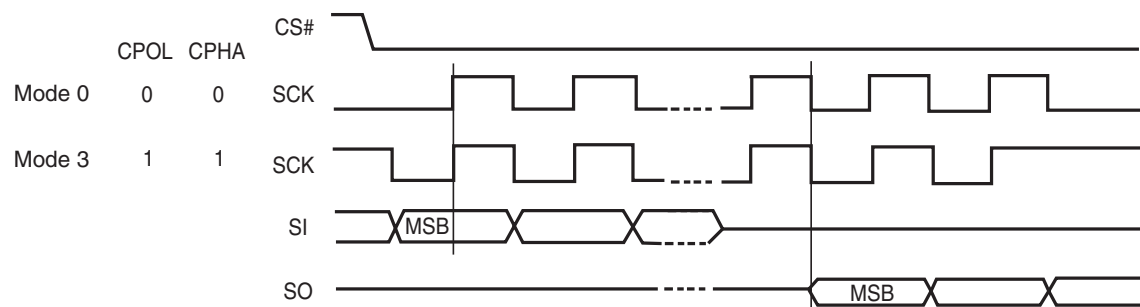 CS#
CPOL CPHA
Mode 0 0 0 SCK
Mode 3 1 1 SCK
SI MSB
SO MSB